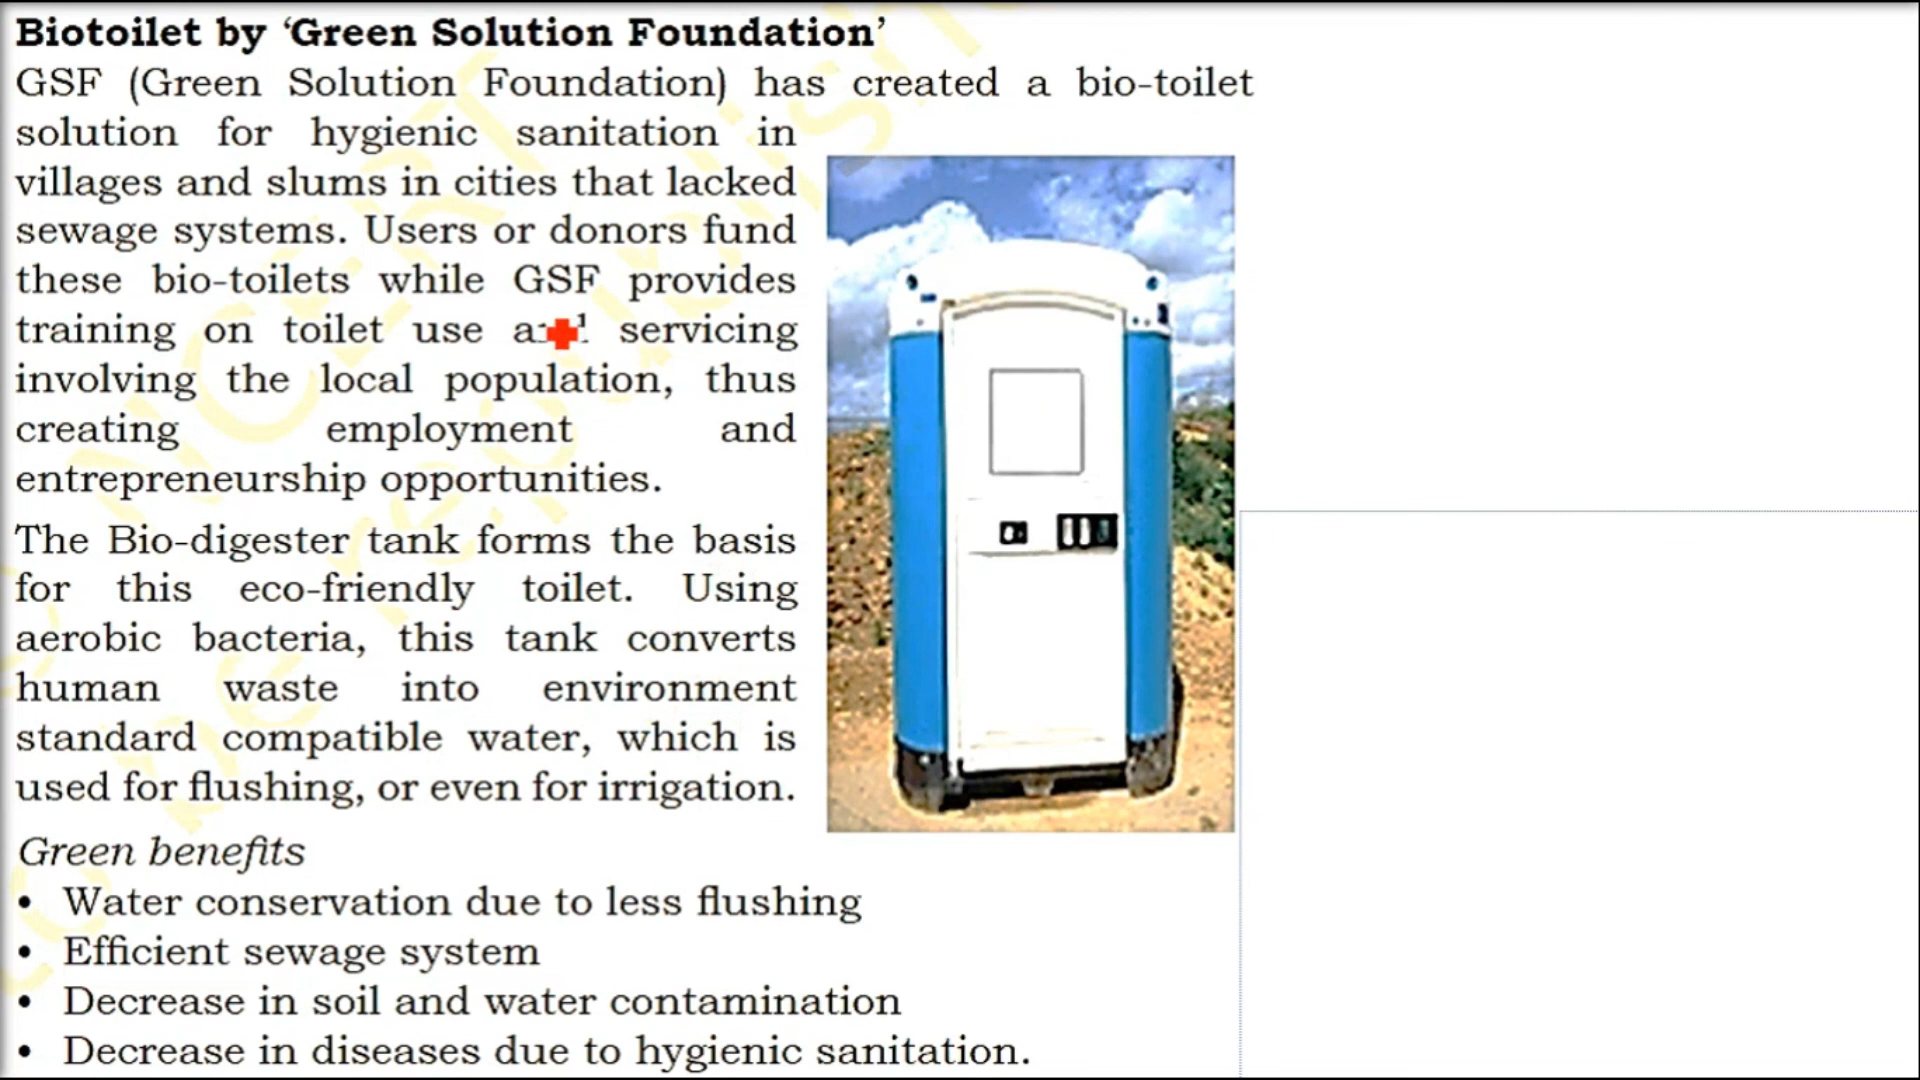 Biotoilet by ‘Green Solution Foundation’
GSF (Green Solution Foundation) has created a bio-toilet
solution for hygienic sanitation in
villages and slums in cities that lacked
sewage systems. Users or donors fund
these bio-toilets while GSF provides
training on toilet use and servicing
involving the local population, thus
creating employment and
entrepreneurship opportunities.
The Bio-digester tank forms the basis
for this eco-friendly toilet. Using
aerobic bacteria, this tank converts
human waste into environment
standard compatible water, which is
used for flushing, or even for irrigation.
Green benefits
• Water conservation due to less flushing
• Efficient sewage system
• Decrease in soil and water contamination
• Decrease in diseases due to hygienic sanitation.